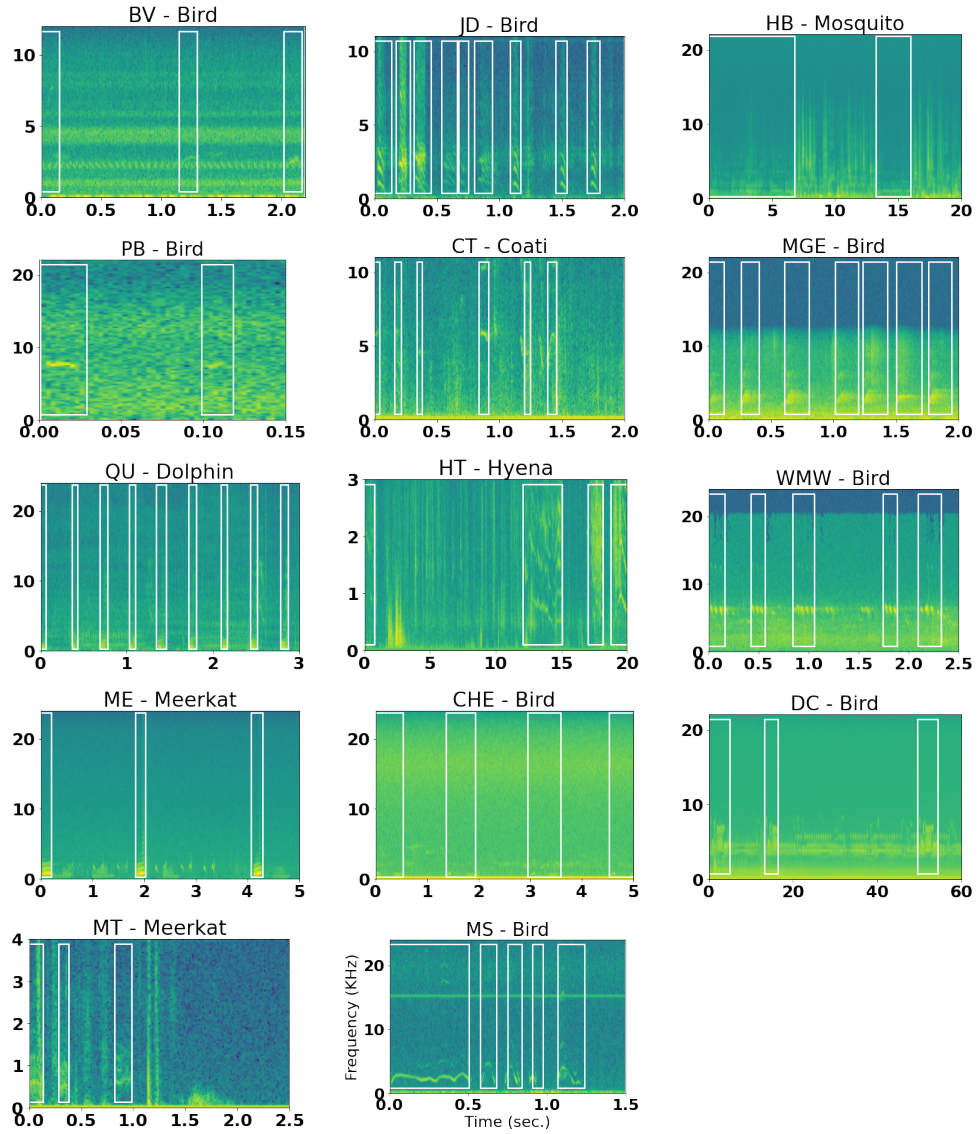 BV - Bird
10
5
0
0.0 0.5 1.0 1.5 2.0
JD - Bird
10
5
0
0.0 0.5 1.0 1.5 2.0
HB - Mosquito
20
10
0
0 5 10 15 20
PB - Bird
20
10
0
0.00 0.05 0.10 0.15
CT - Coati
10
5
0
0.0 0.5 1.0 1.5 2.0
MGE - Bird
20
10
0
0.0 0.5 1.0 1.5 2.0
QU - Dolphin
20
10
0
0 1 2 3
HT - Hyena
3
2
1
0
0 5 10 15 20
WMW - Bird
20
10
0
0.0 0.5 1.0 1.5 2.0 2.5
ME - Meerkat
20
10
0
0 1 2 3 4 5
CHE - Bird
20
10
0
0 1 2 3 4 5
DC - Bird
20
10
0
0 20 40 60
MT - Meerkat
4
3
2
1
0
0.0 0.5 1.0 1.5 2.0 2.5
MS - Bird
Frequency (KHz)
20
10
0
0.0 0.5 1.0 1.5
Time (sec.)